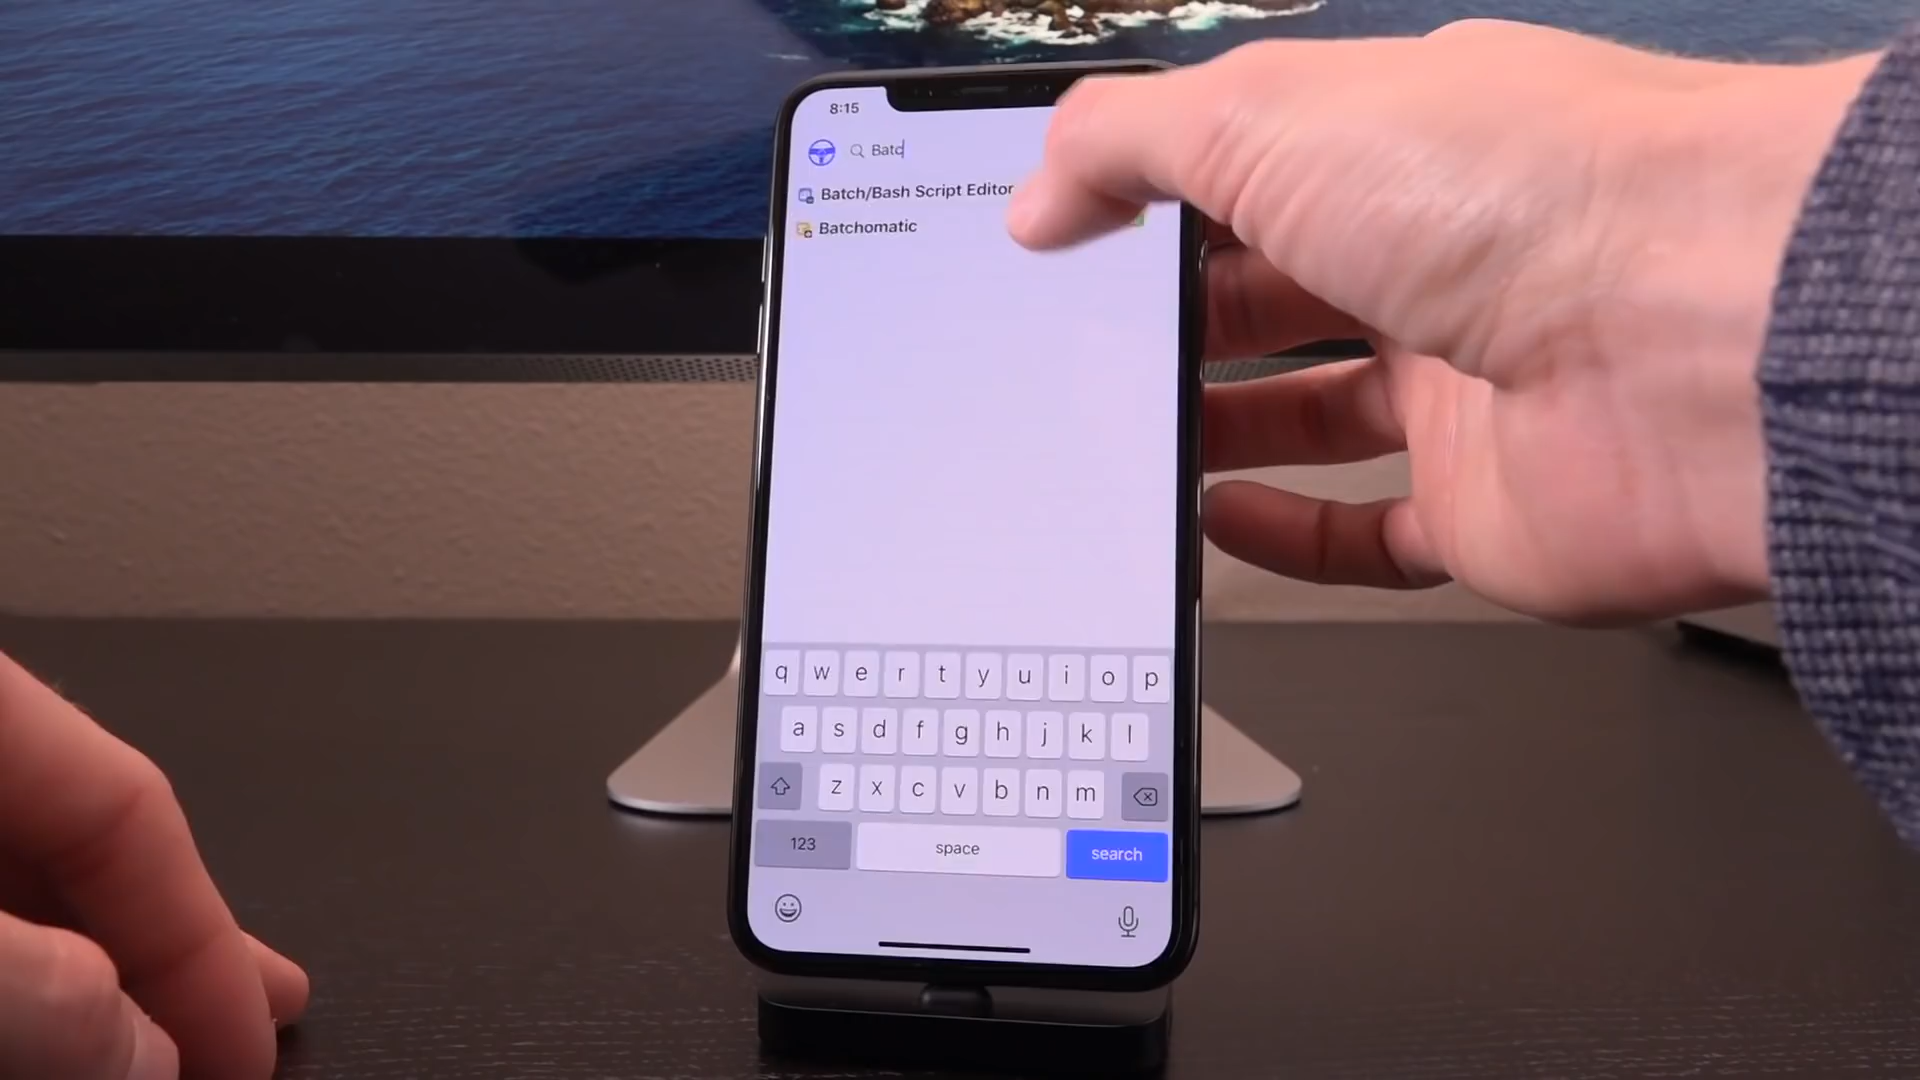 8:15
Batc
Batch/Bash Script Editor
Batchomatic
q w e r t y u i o p
a s d f g h j k l
z x c v b n m
123 space search